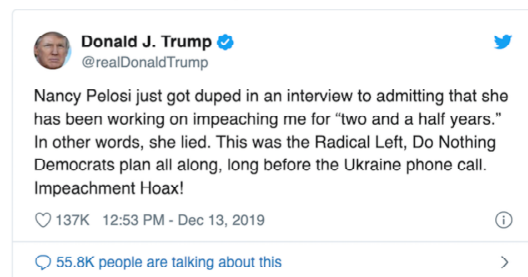 Donald J. Trump
@realDonaldTrump
Nancy Pelosi just got duped in an interview to admitting that she
has been working on impeaching me for “two and a half years.”
In other words, she lied. This was the Radical Left, Do Nothing
Democrats plan all along, long before the Ukraine phone call.
Impeachment Hoax!
137K 12:53 PM - Dec 13, 2019
55.8K people are talking about this